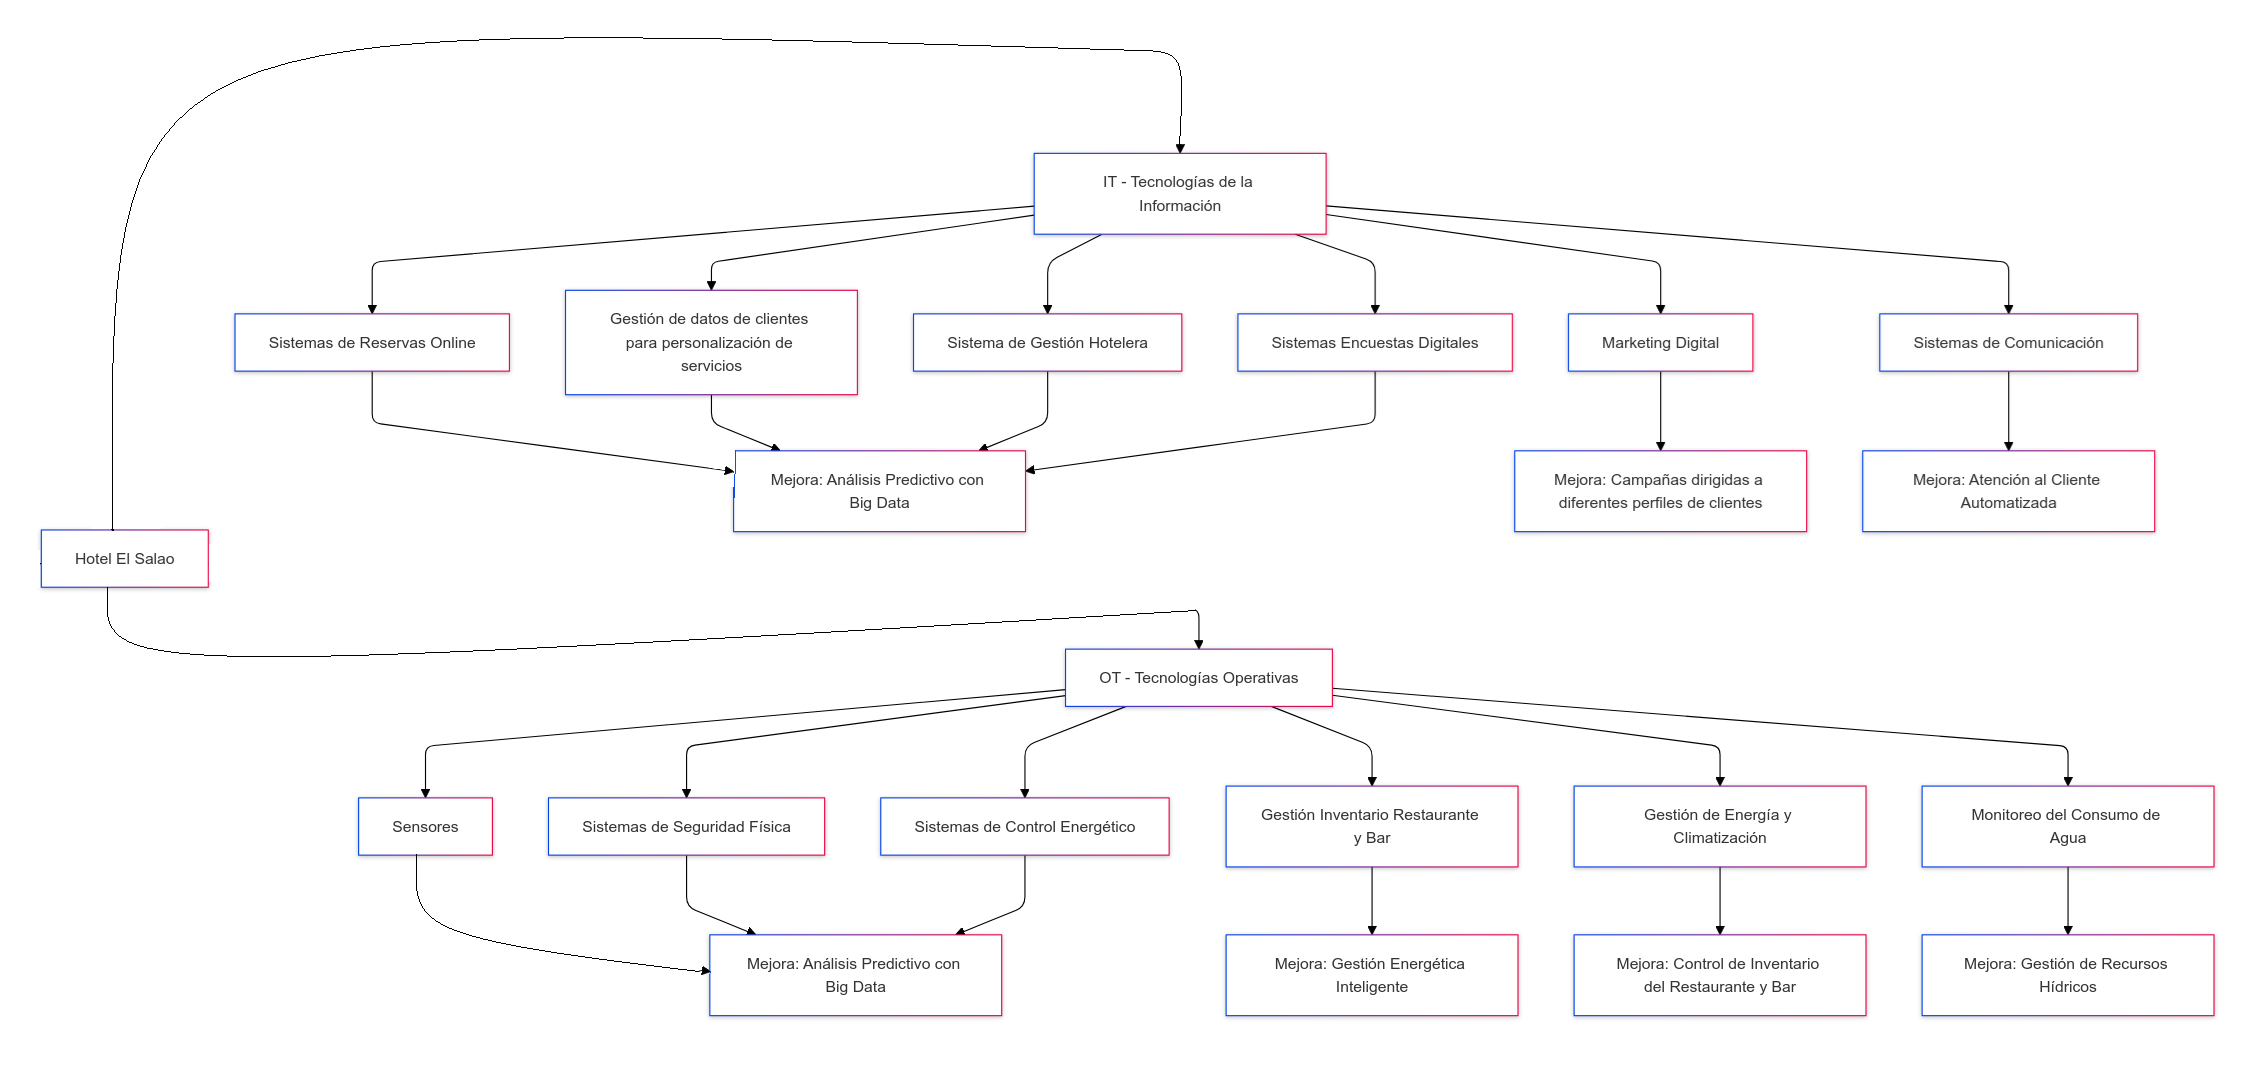 IT - Tecnologías de la
Información
Sistemas de Reservas Online
Gestión de datos de clientes
para personalización de
servicios
Sistema de Gestión Hotelera
Sistemas Encuestas Digitales
Marketing Digital
Sistemas de Comunicación
Mejora: Análisis Predictivo con
Big Data
Mejora: Campañas dirigidas a
diferentes perfiles de clientes
Mejora: Atención al Cliente
Automatizada
Hotel El Salao
OT - Tecnologías Operativas
Sensores
Sistemas de Seguridad Física
Sistemas de Control Energético
Gestión Inventario Restaurante
y Bar
Gestión de Energía y
Climatización
Monitoreo del Consumo de
Agua
Mejora: Análisis Predictivo con
Big Data
Mejora: Gestión Energética
Inteligente
Mejora: Control de Inventario
del Restaurante y Bar
Mejora: Gestión de Recursos
Hídricos